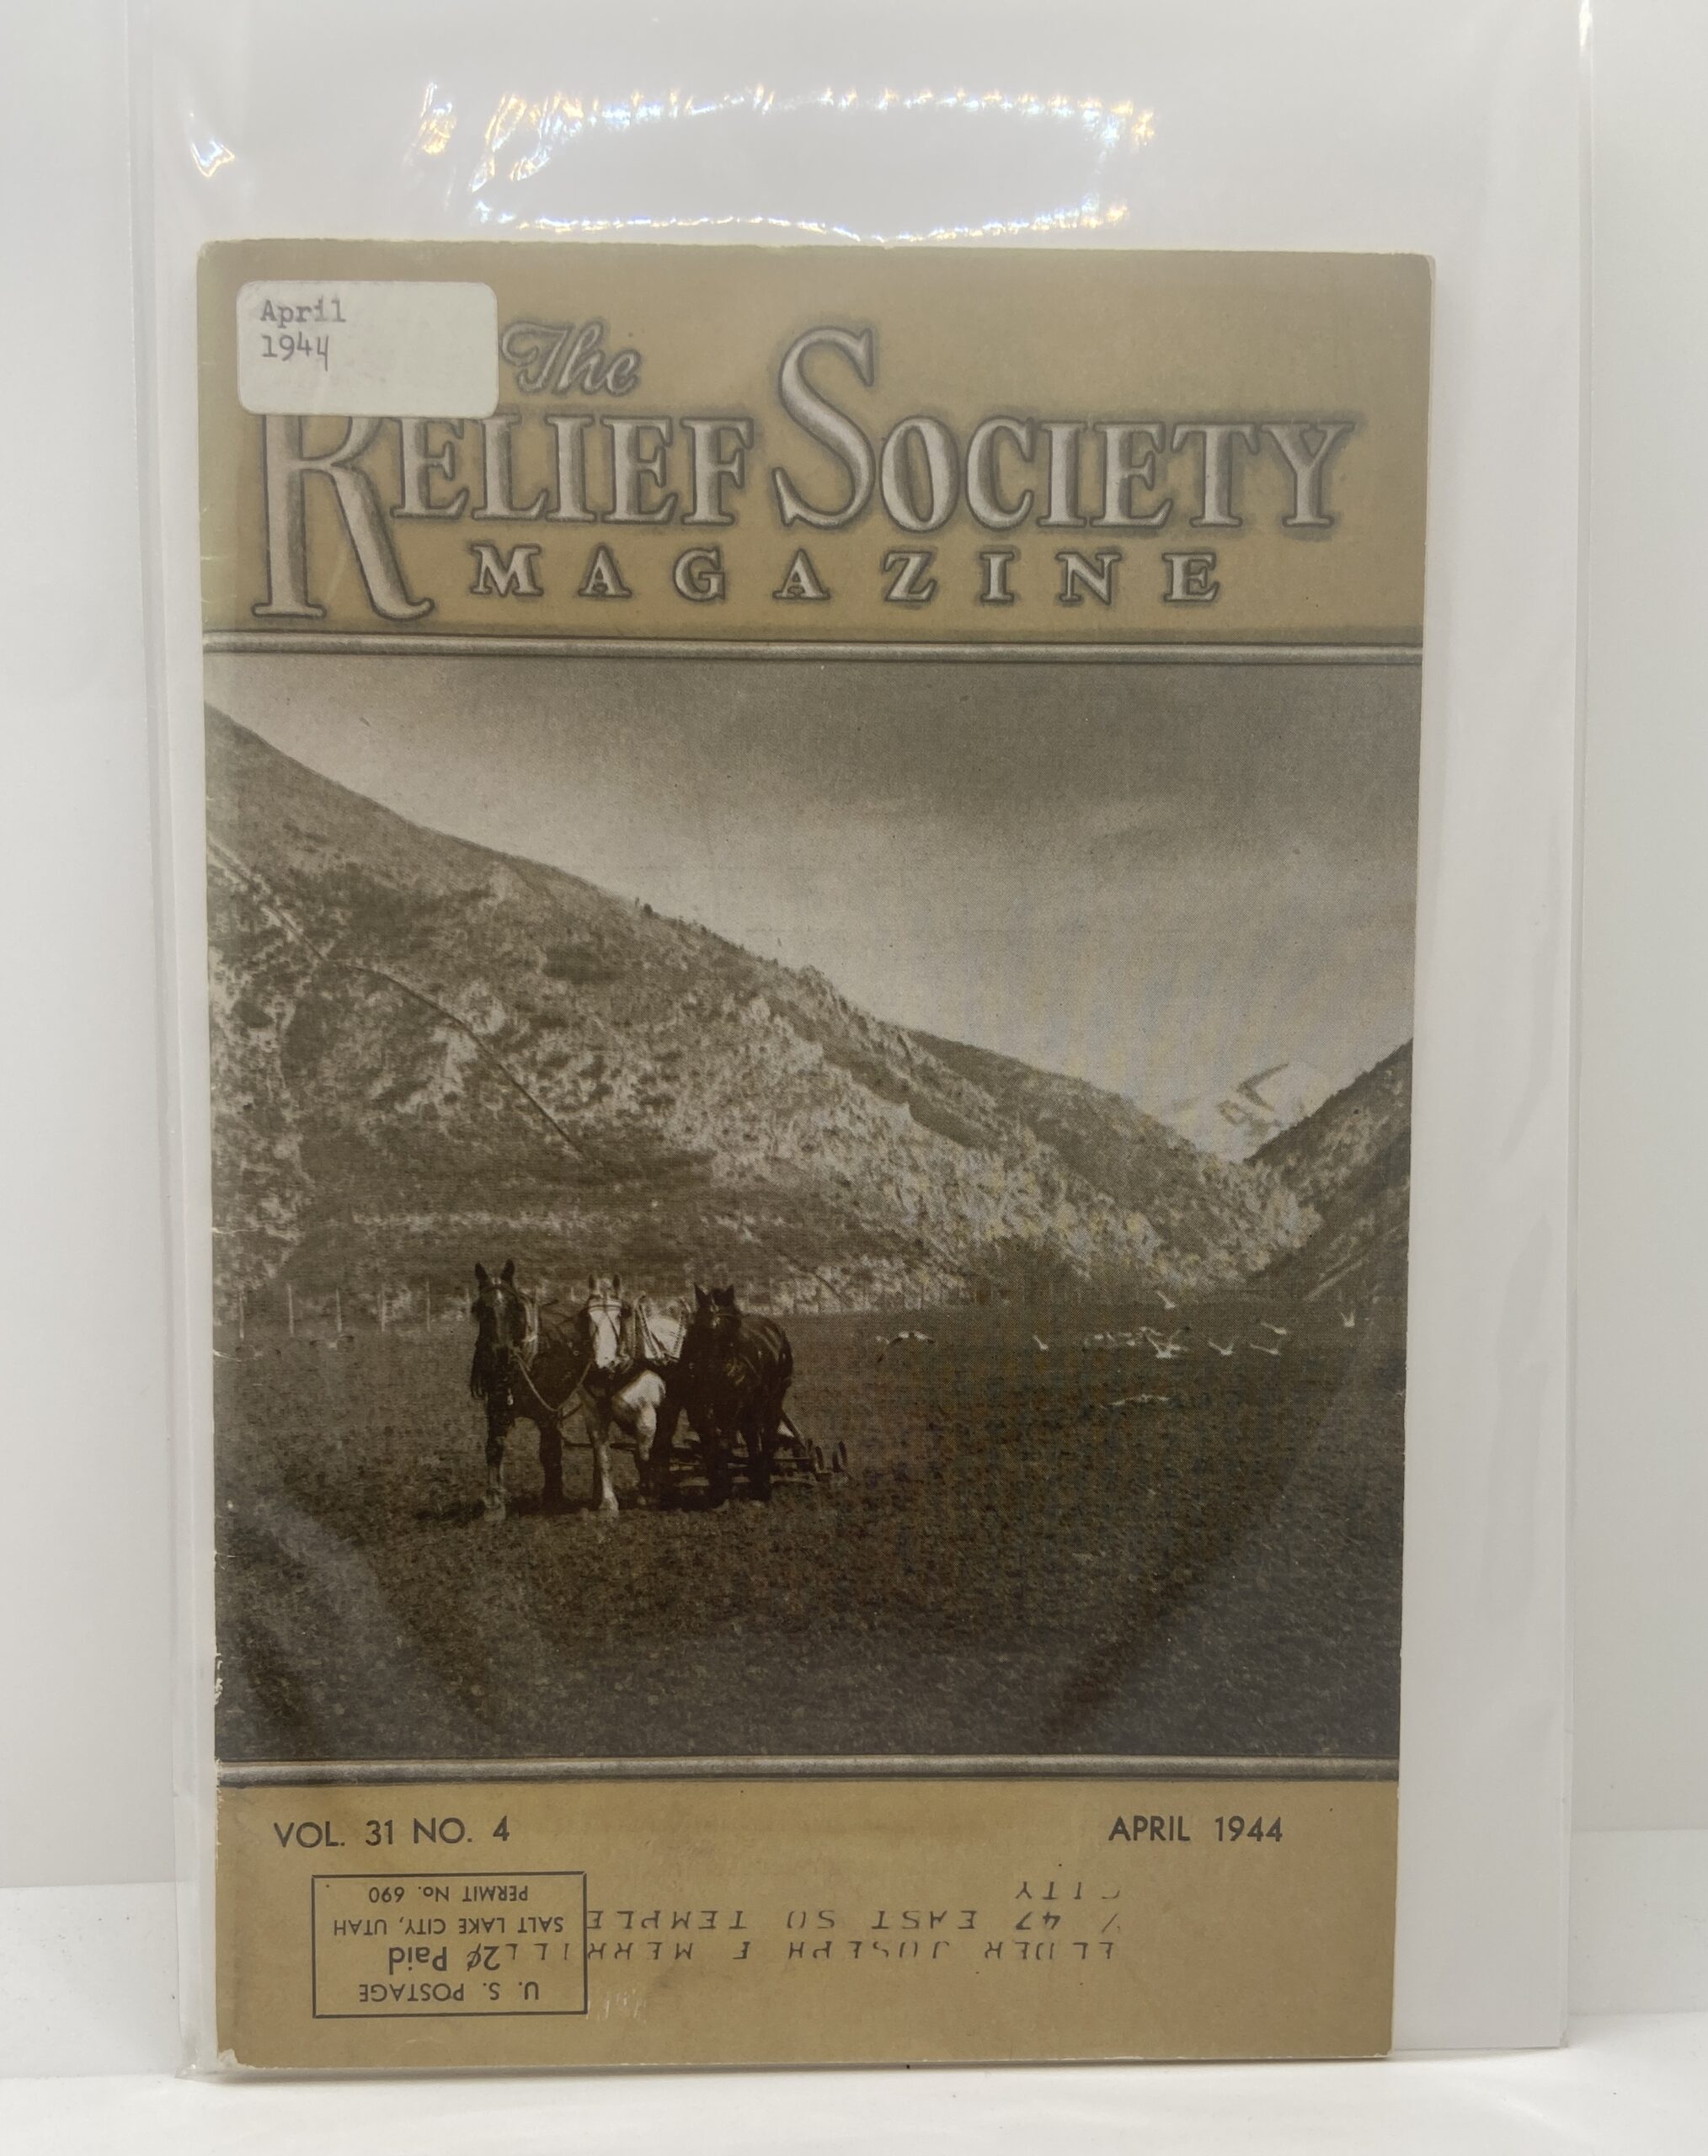 April
1944
The
RELIEF SOCIETY
MAGAZINE
VOL. 31 NO. 4
APRIL 1944
U. S. POSTAGE
2¢ Paid
SALT LAKE CITY, UTAH
PERMIT No. 690
ELDER JOSEPH F MERRILL
% 47 EAST SO TEMPLE
CITY